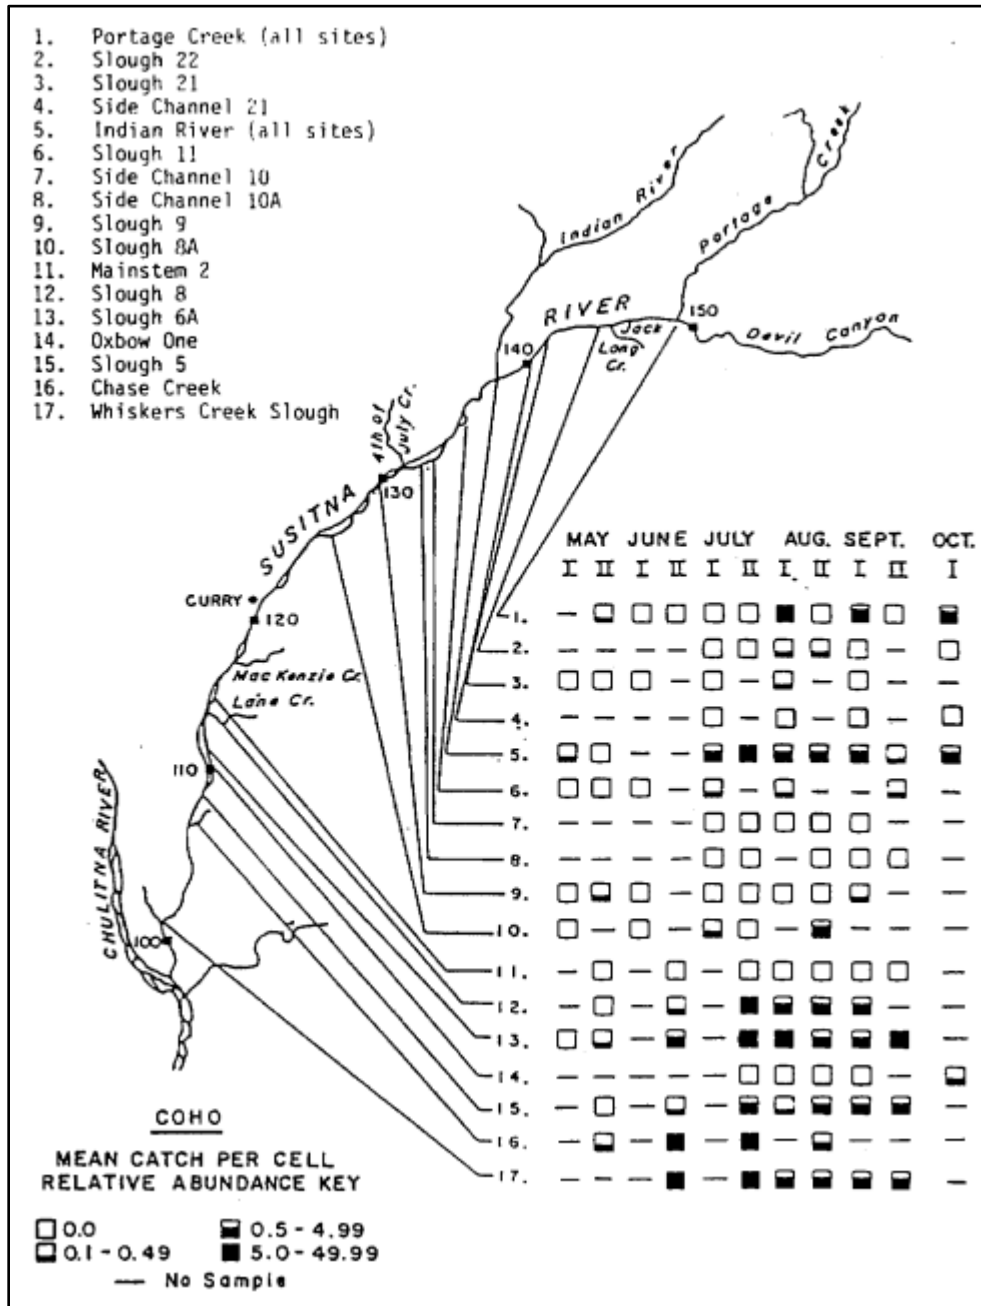 1. Portage Creek (all sites)
2. Slough 22
3. Slough 21
4. Side Channel 21
5. Indian River (all sites)
6. Slough 11
7. Side Channel 10
8. Side Channel 10A
9. Slough 9
10. Slough 8A
11. Mainstem 2
12. Slough 8
13. Slough 6A
14. Oxbow One
15. Slough 5
16. Chase Creek
17. Whiskers Creek Slough
Indian River
Portage Creek
RIVER
150
Jack
Long
Cr.
Devil Canyon
140
4th of
July Cr.
130
SUSITNA
CURRY
120
MacKenzie Cr.
Lane Cr.
110
CHULITNA RIVER
100
MAY JUNE JULY AUG. SEPT. OCT.
I II I II I II I II I II I
1.
2.
3.
4.
5.
6.
7.
8.
9.
10.
11.
12.
13.
14.
15.
16.
17.
COHO
MEAN CATCH PER CELL
RELATIVE ABUNDANCE KEY
0.0 0.5 - 4.99
0.1 - 0.49 5.0 - 49.99
— No Sample